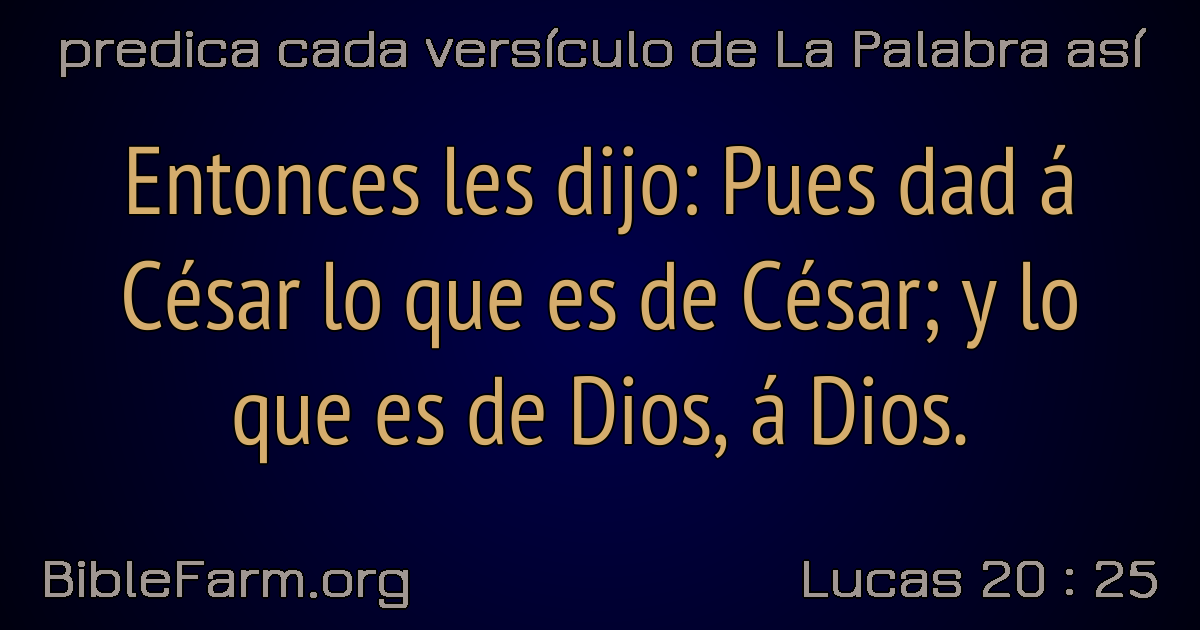 predica cada versículo de La Palabra así
Entonces les dijo: Pues dad á
César lo que es de César; y lo
que es de Dios, á Dios.
BibleFarm.org
Lucas 20 : 25